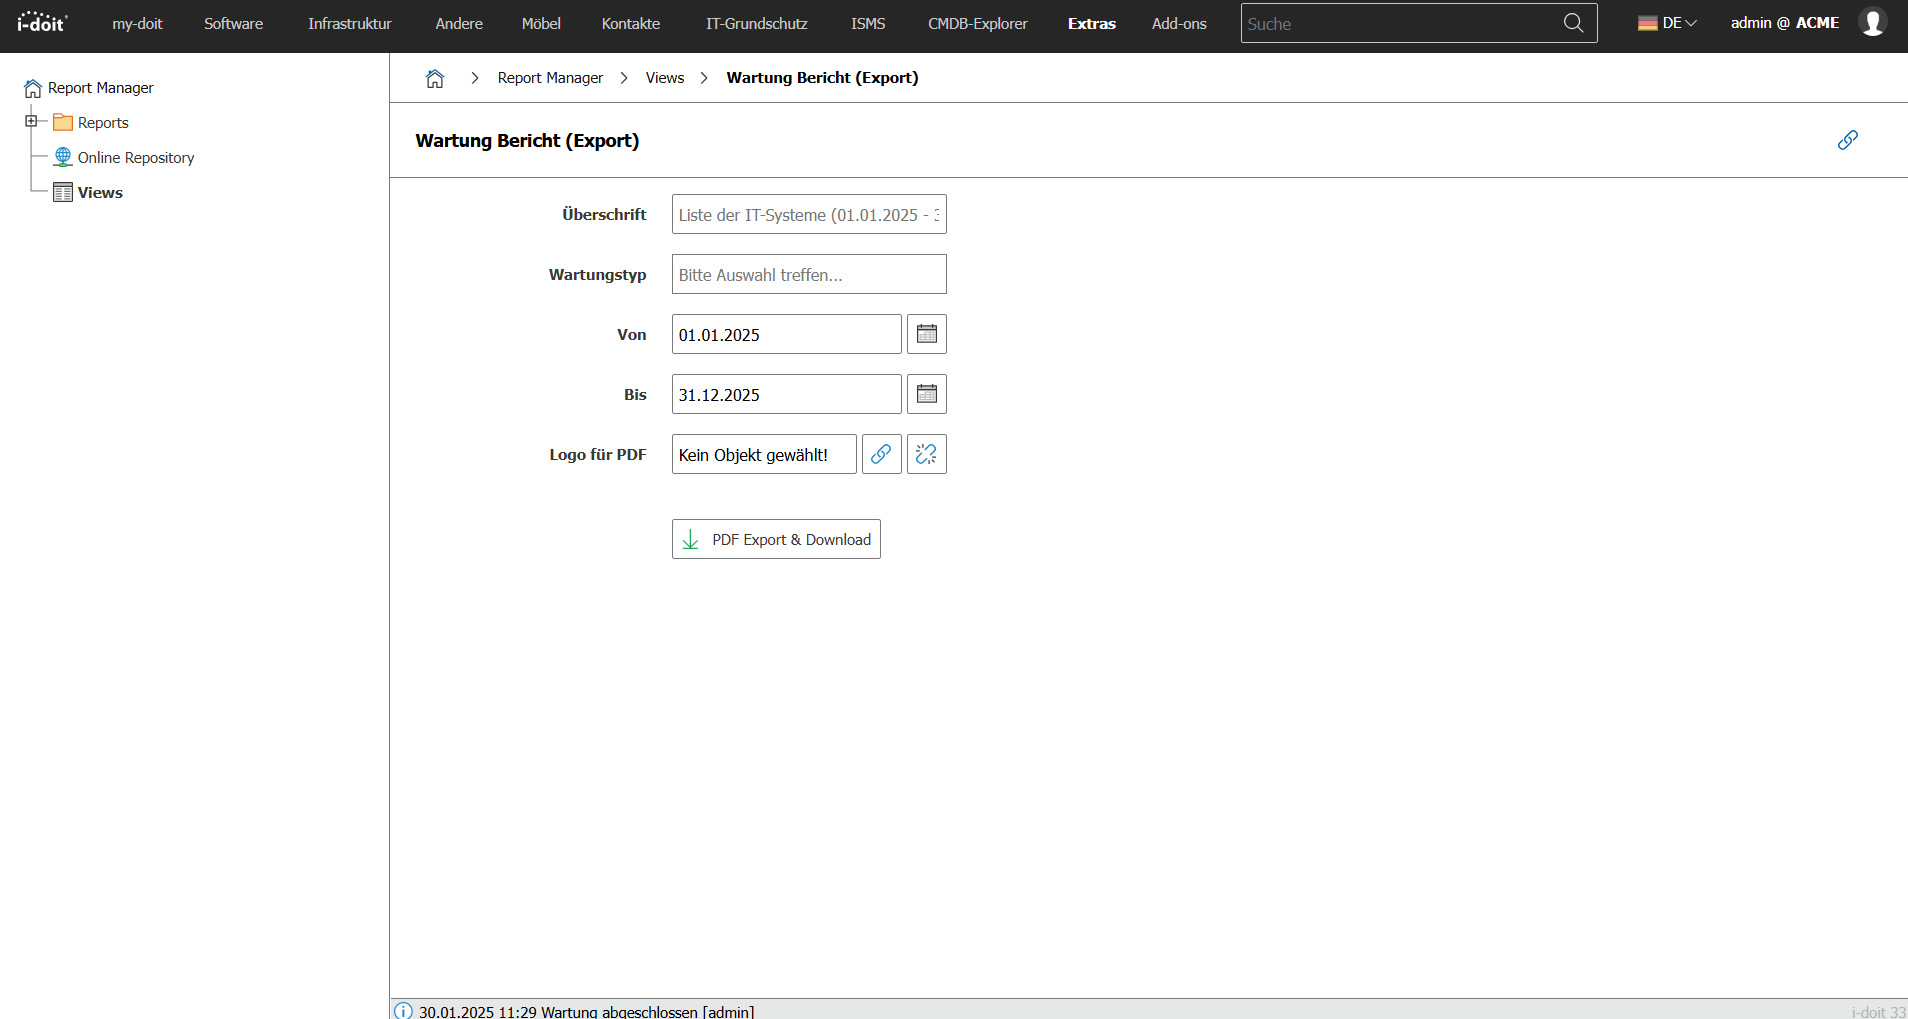 i-doit my-doit Software Infrastruktur Andere Möbel Kontakte IT-Grundschutz ISMS CMDB-Explorer Extras Add-ons Suche DE admin @ ACME
Report Manager
Reports
Online Repository
Views
Report Manager Views Wartung Bericht (Export)
Wartung Bericht (Export)
Überschrift Liste der IT-Systeme (01.01.2025 -
Wartungstyp Bitte Auswahl treffen...
Von 01.01.2025
Bis 31.12.2025
Logo für PDF Kein Objekt gewählt!
PDF Export & Download
30.01.2025 11:29 Wartung abgeschlossen [admin] i-doit 33